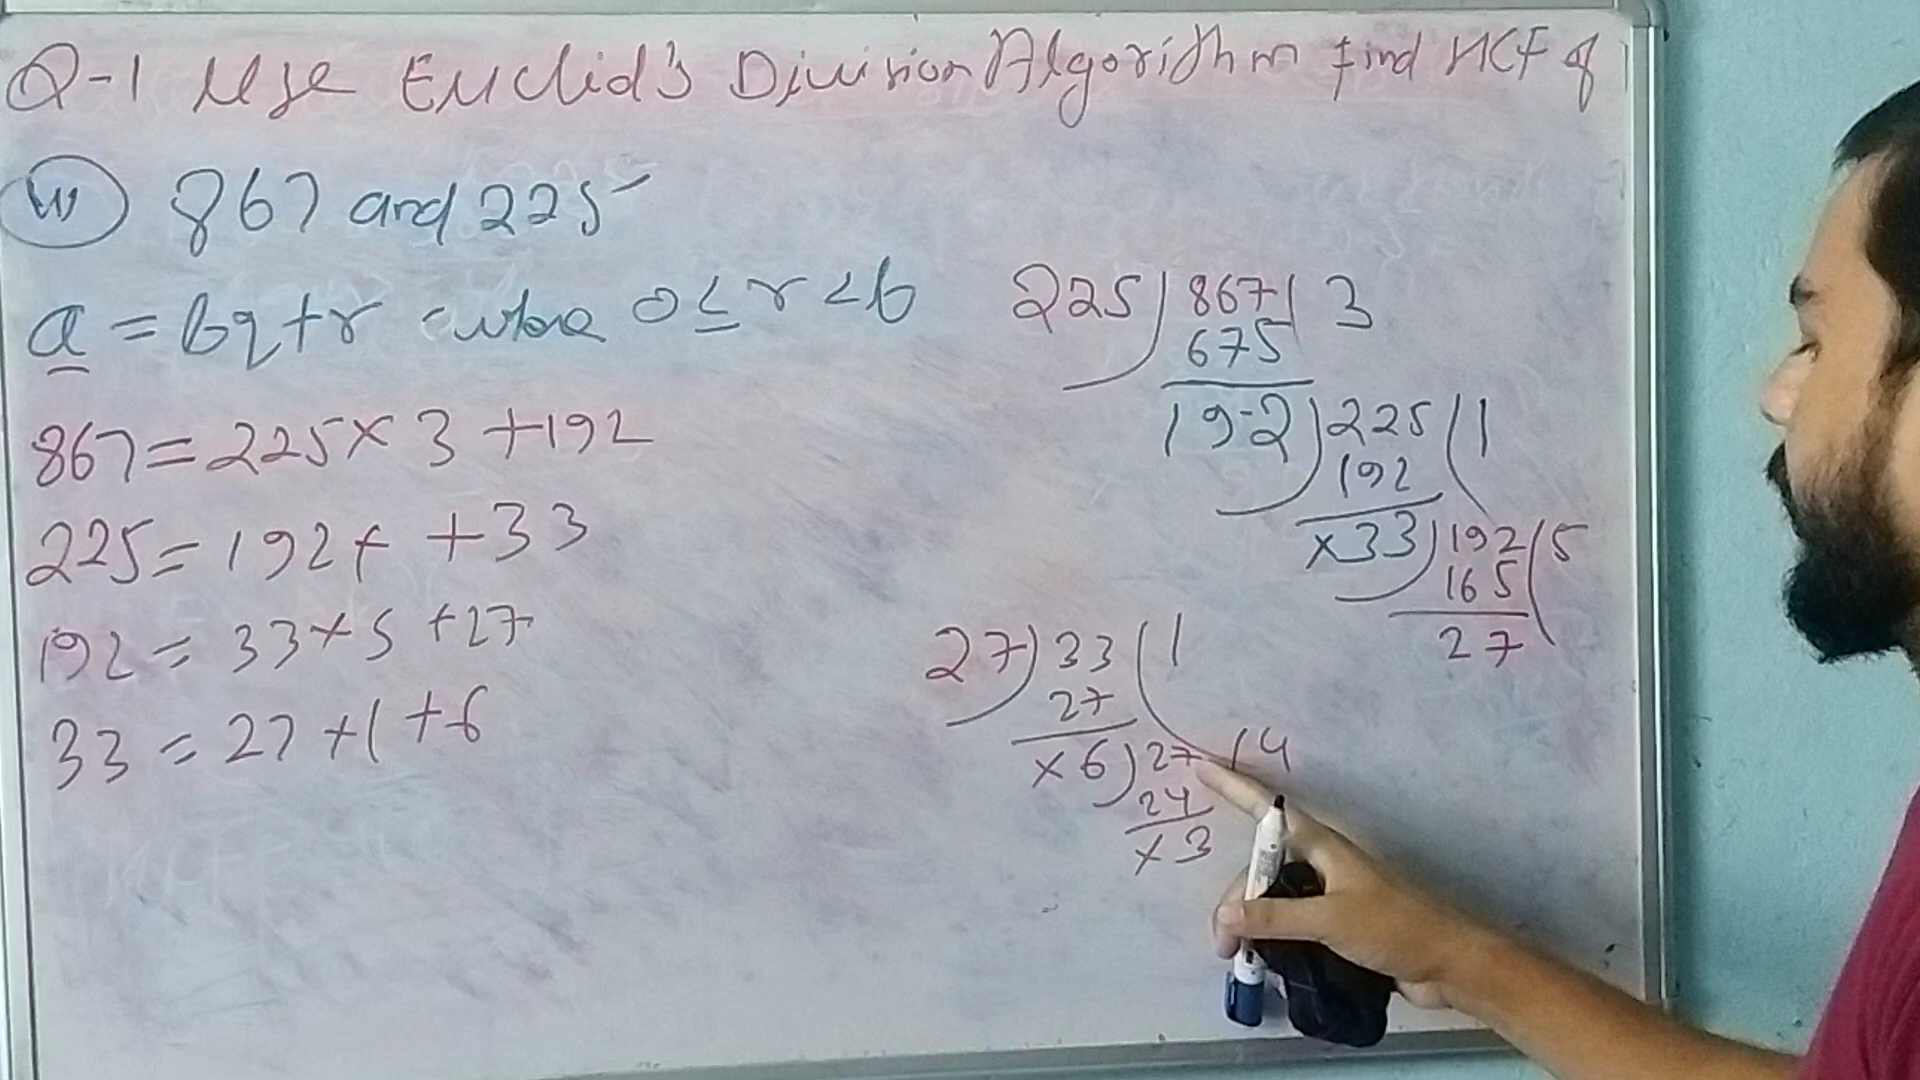 Q-1 Use Euclid's Division Algorithm find HCF of
(iii) 867 and 225
a = bq+r where 0 ≤ r < b
867 = 225 × 3 + 192
225 = 192 × + 33
192 = 33 × 5 + 27
33 = 27 × 1 + 6
225 ) 867 ( 3
675
192 ) 225 ( 1
192
×33 ) 192 ( 5
165
27
27 ) 33 ( 1
27
×6 ) 27 ( 4
24
×3